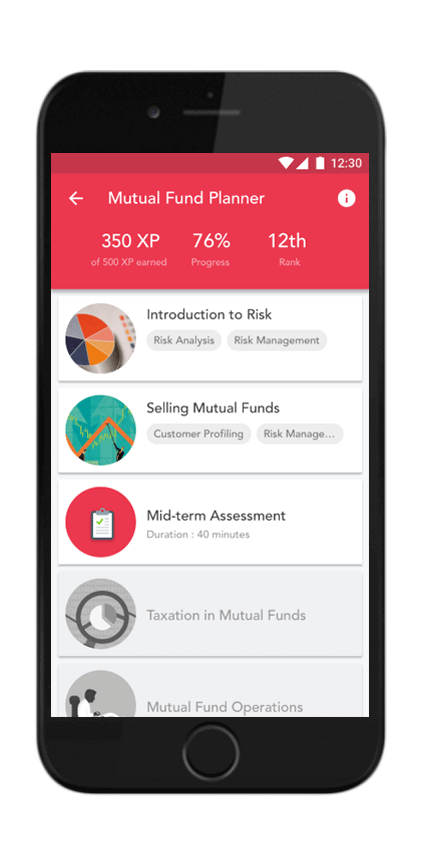 12:30
Mutual Fund Planner
350 XP 76% 12th
of 500 XP earned Progress Rank
Introduction to Risk
Risk Analysis Risk Management
Selling Mutual Funds
Customer Profiling Risk Manage...
Mid-term Assessment
Duration : 40 minutes
Taxation in Mutual Funds
Mutual Fund Operations